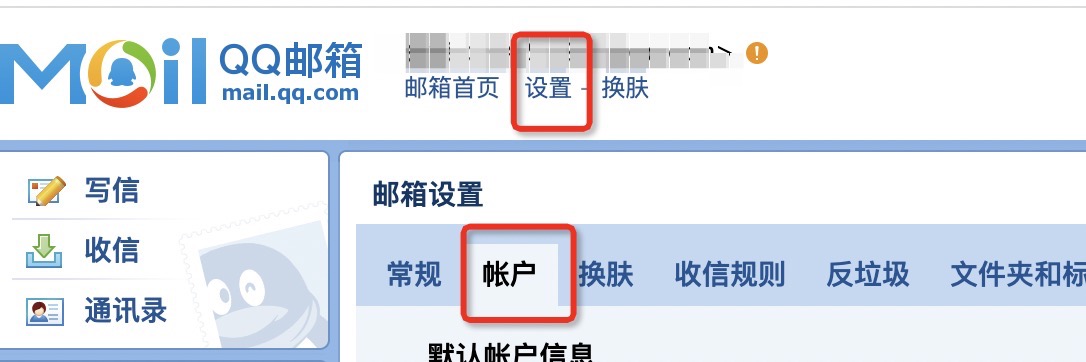 Mail QQ邮箱
mail.qq.com
邮箱首页 设置 - 换肤
写信
收信
通讯录
邮箱设置
常规 帐户 换肤 收信规则 反垃圾 文件夹和标
默认帐户信息